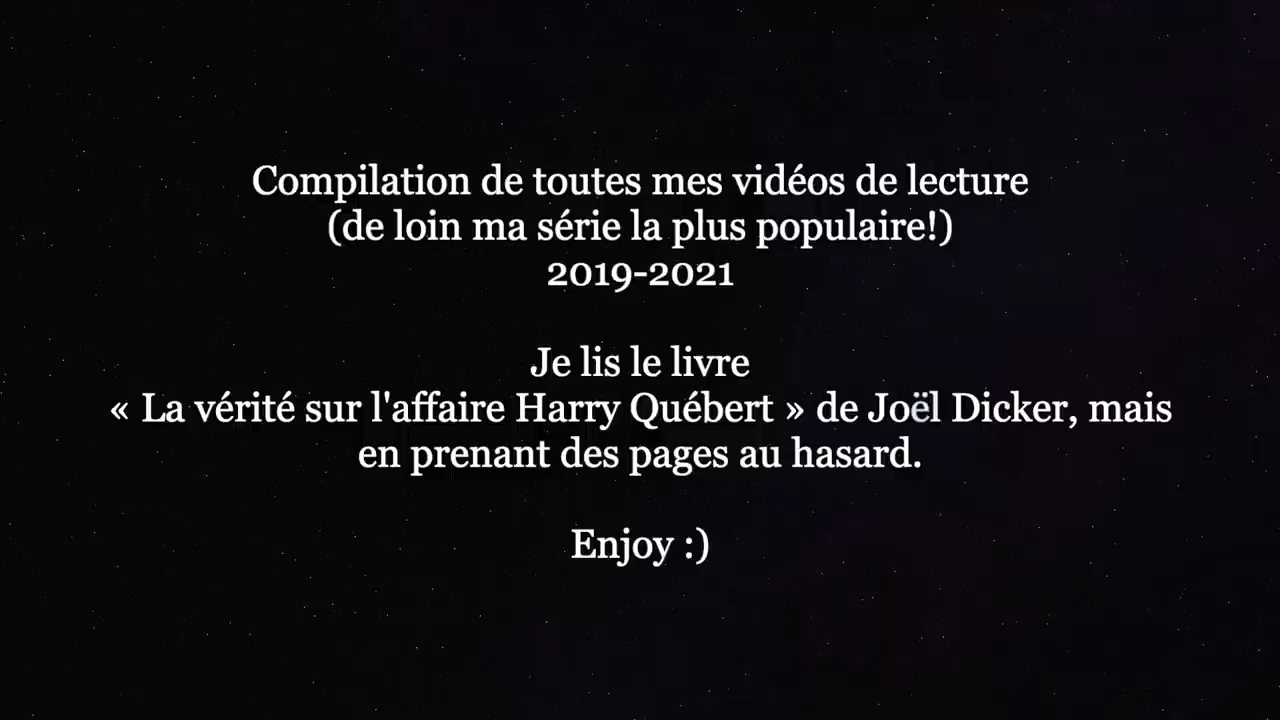 Compilation de toutes mes vidéos de lecture
(de loin ma série la plus populaire!)
2019-2021
Je lis le livre
« La vérité sur l'affaire Harry Québert » de Joël Dicker, mais
en prenant des pages au hasard.
Enjoy :)